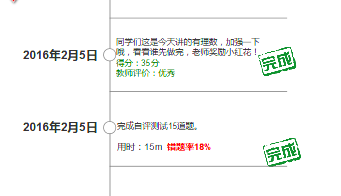 2016年2月5日
同学们这是今天讲的有理数，加强一下
哦，看看谁先做完，老师奖励小红花！
得分：35分
教师评价：优秀
完成
2016年2月5日
完成自评测试15道题。
用时：15m 错题率18%
完成